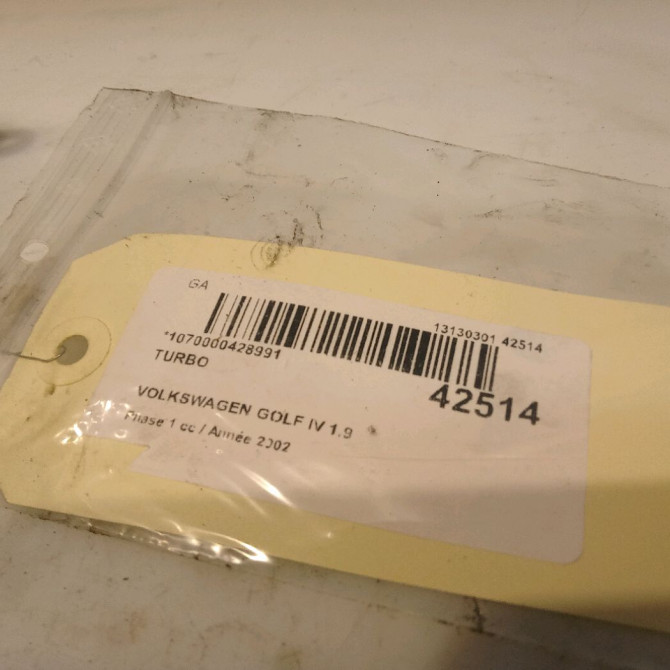 GA
13130301 42514
*1070000428991
TURBO
42514
VOLKSWAGEN GOLF IV 1.9
Phase 1 cc / Année 2002